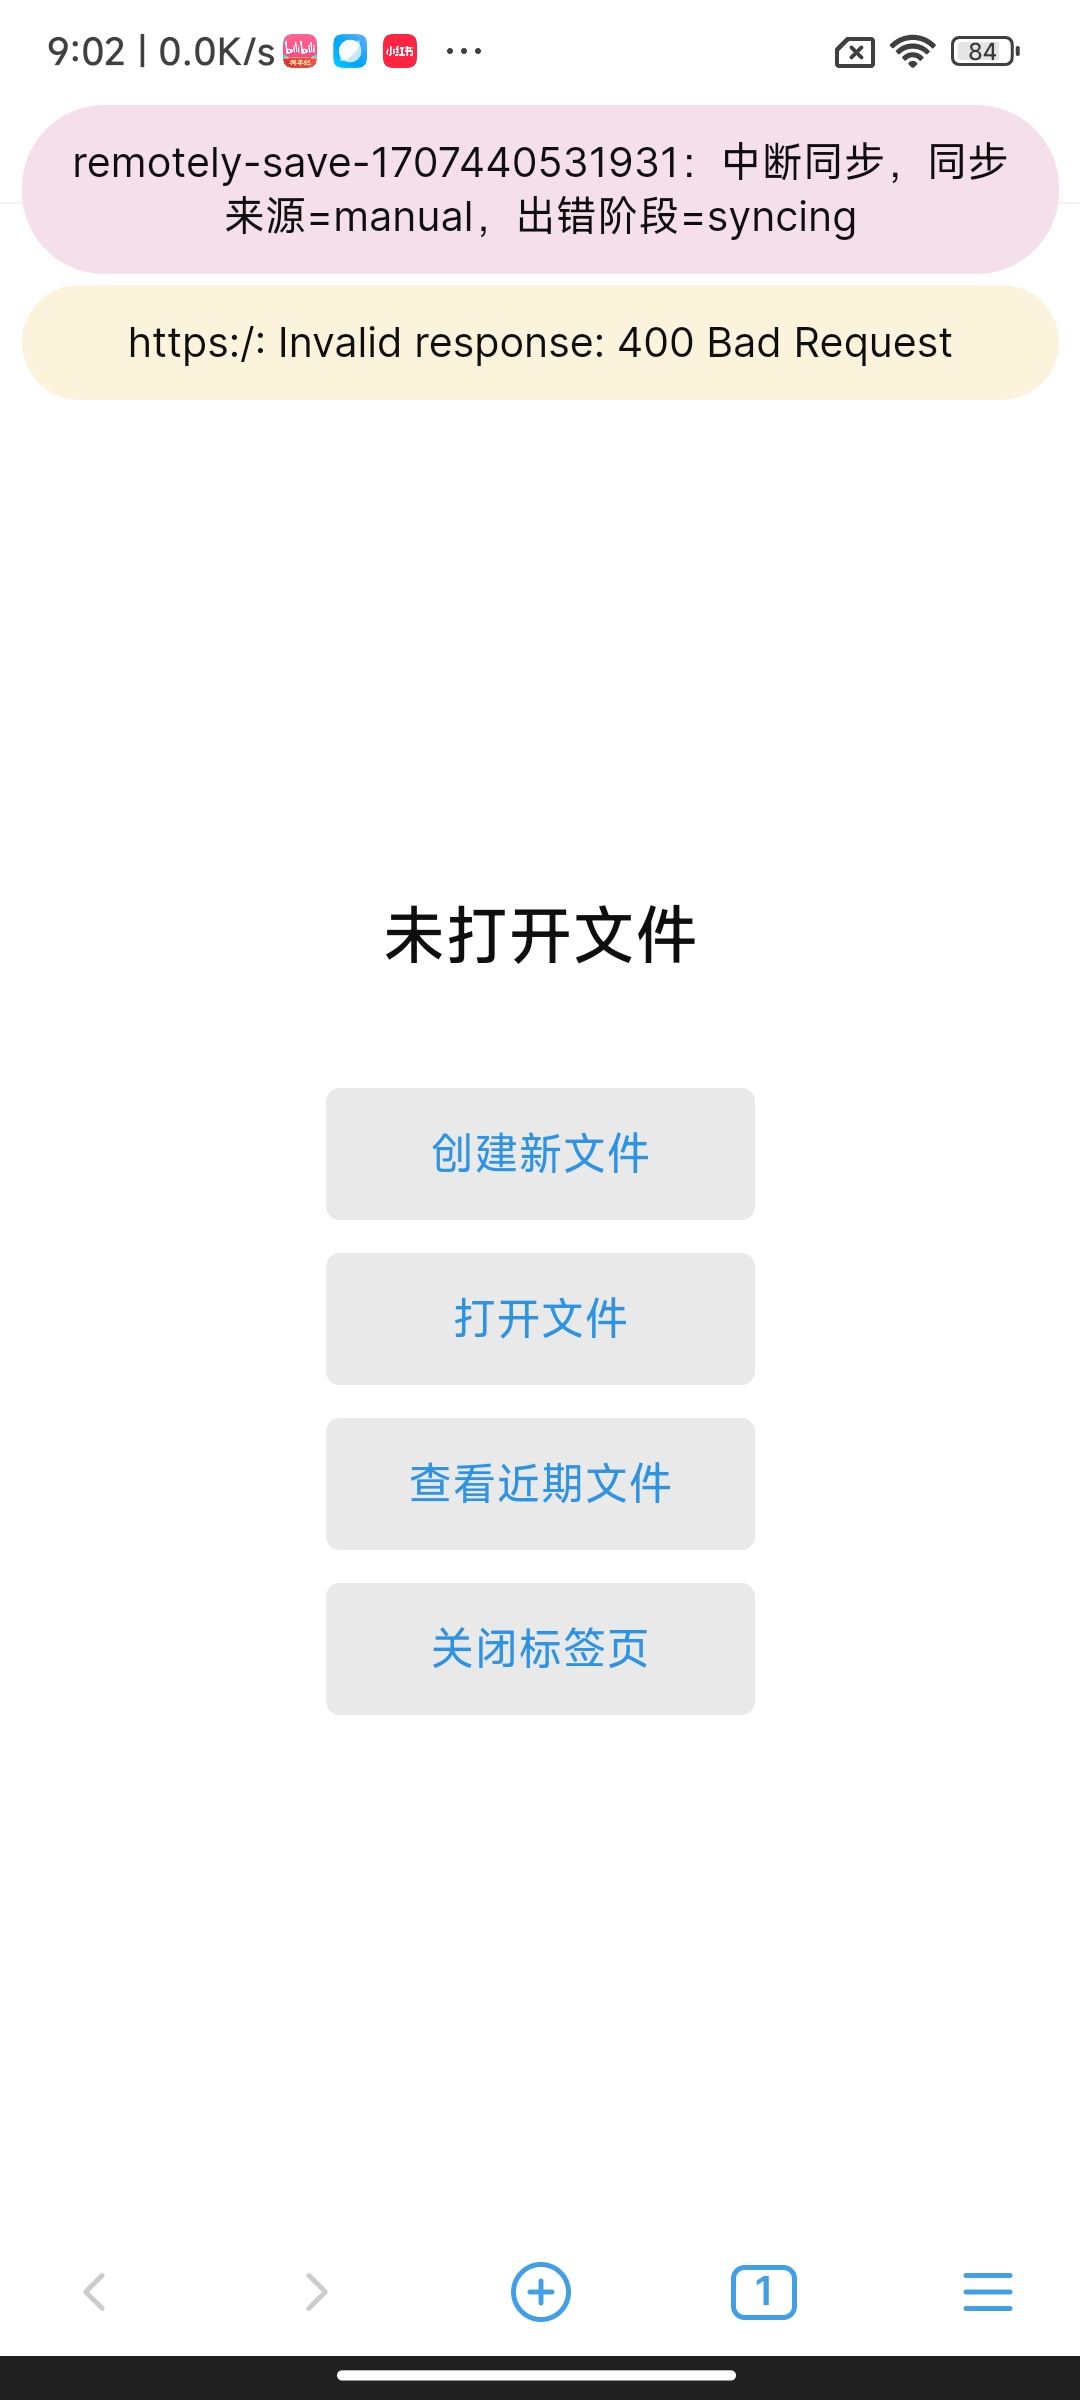 9:02 | 0.0K/s
84
remotely-save-1707440531931：中断同步，同步
来源=manual，出错阶段=syncing
https:/: Invalid response: 400 Bad Request
未打开文件
创建新文件
打开文件
查看近期文件
关闭标签页
1